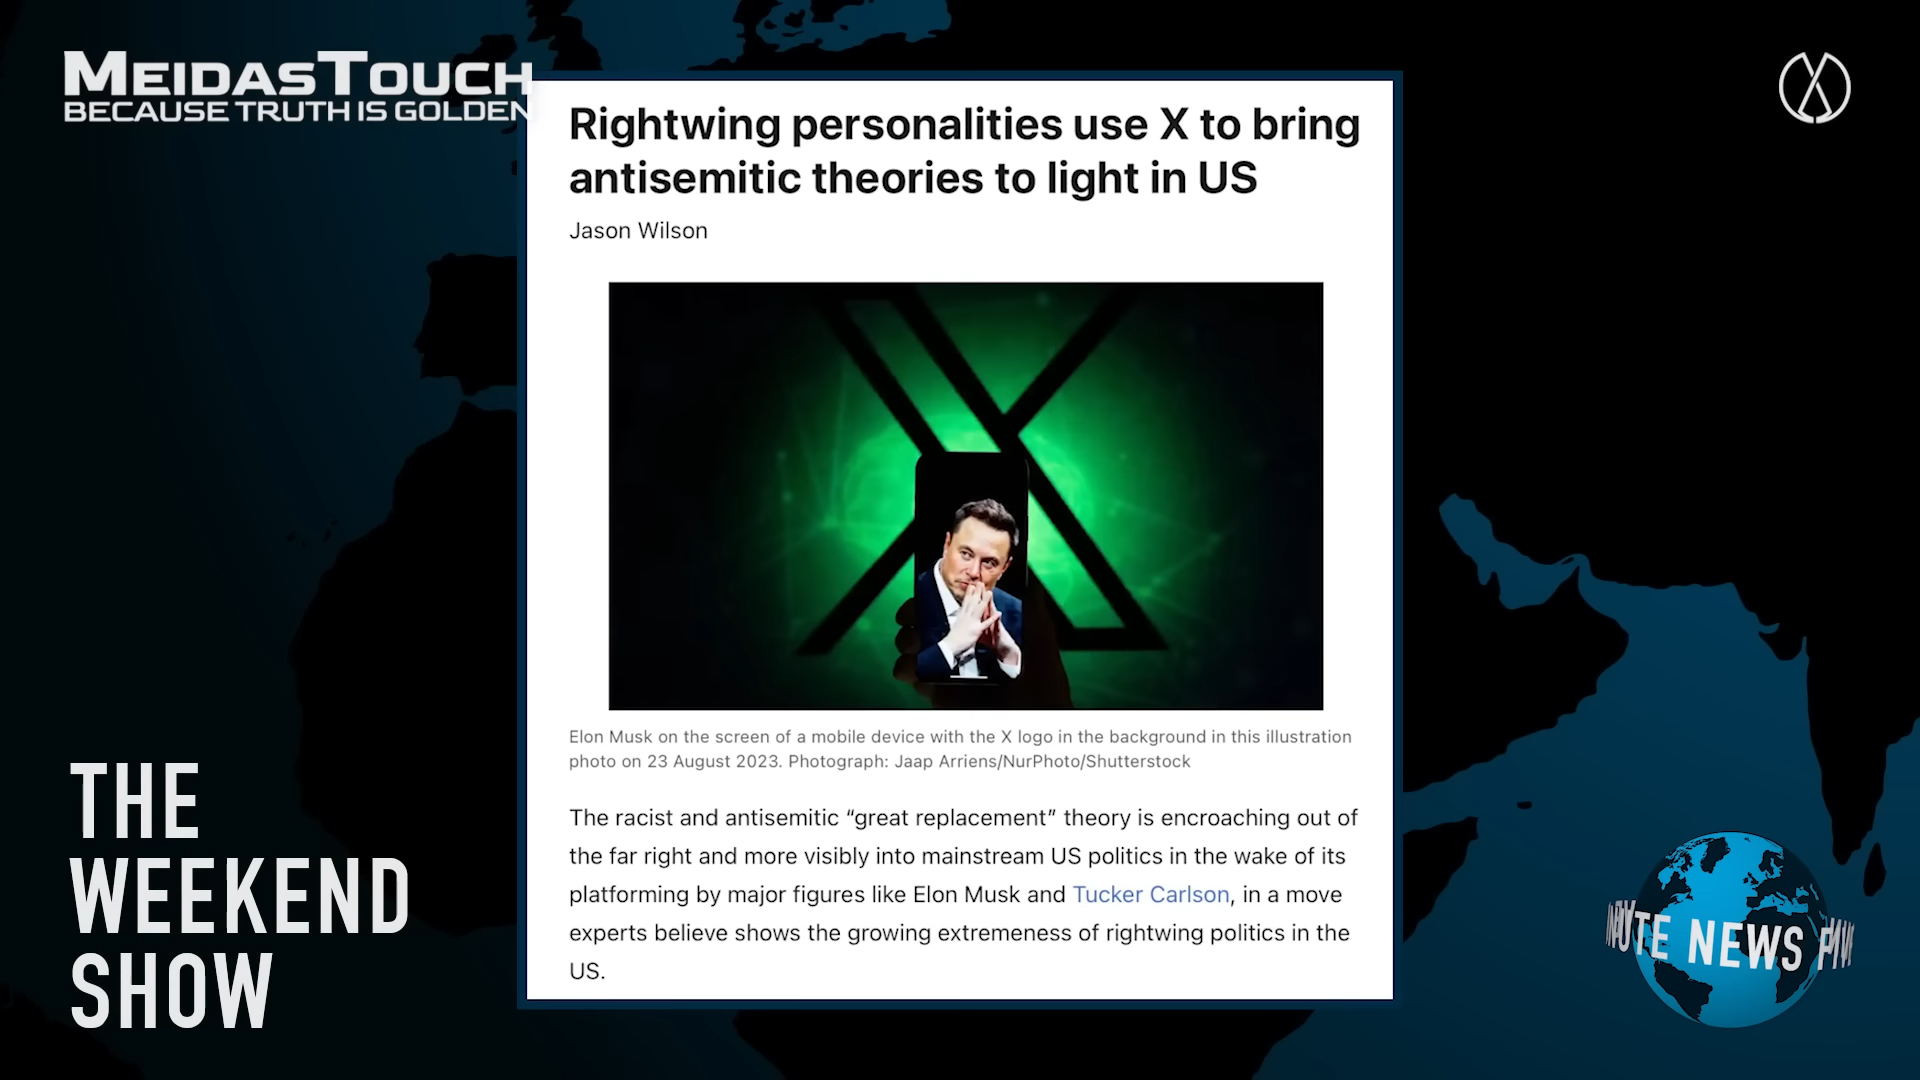 MEIDASTOUCH
BECAUSE TRUTH IS GOLDEN
Rightwing personalities use X to bring
antisemitic theories to light in US
Jason Wilson
Elon Musk on the screen of a mobile device with the X logo in the background in this illustration
photo on 23 August 2023. Photograph: Jaap Arriens/NurPhoto/Shutterstock
The racist and antisemitic “great replacement” theory is encroaching out of
the far right and more visibly into mainstream US politics in the wake of its
platforming by major figures like Elon Musk and Tucker Carlson, in a move
experts believe shows the growing extremeness of rightwing politics in the
US.
THE
WEEKEND
SHOW
NEWS